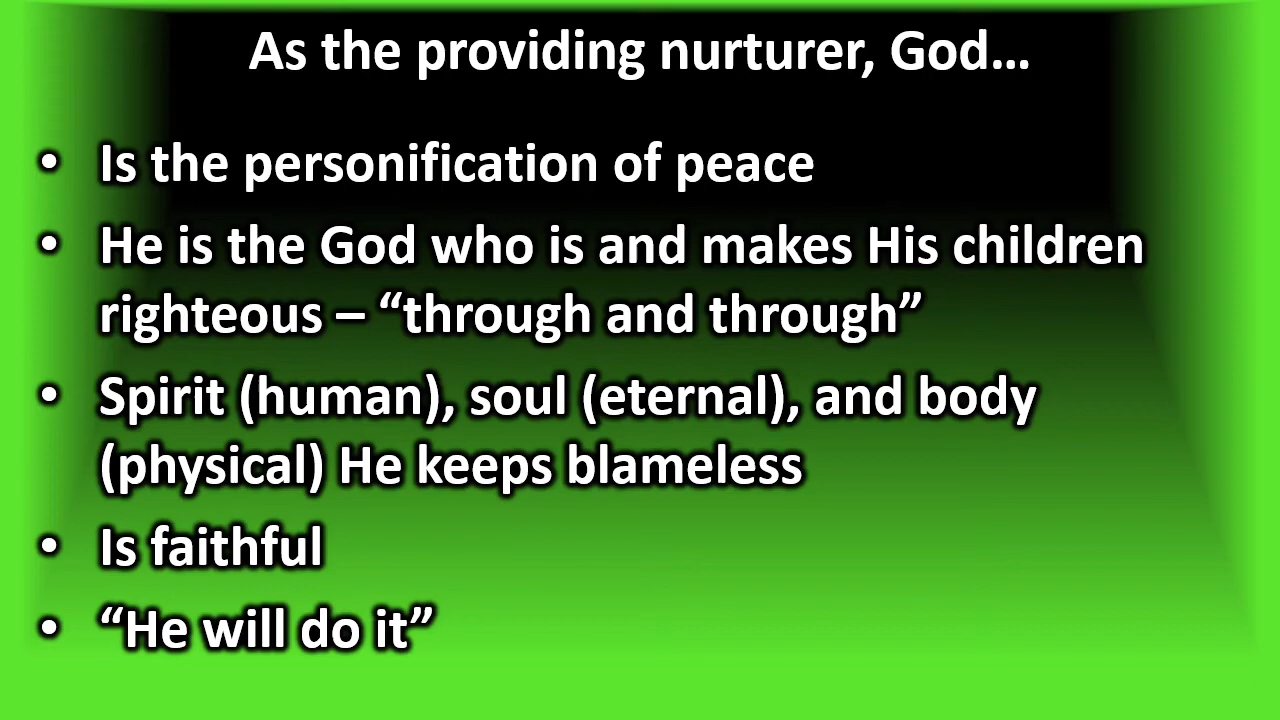 As the providing nurturer, God…
• Is the personification of peace
• He is the God who is and makes His children
righteous – “through and through”
• Spirit (human), soul (eternal), and body
(physical) He keeps blameless
• Is faithful
• “He will do it”